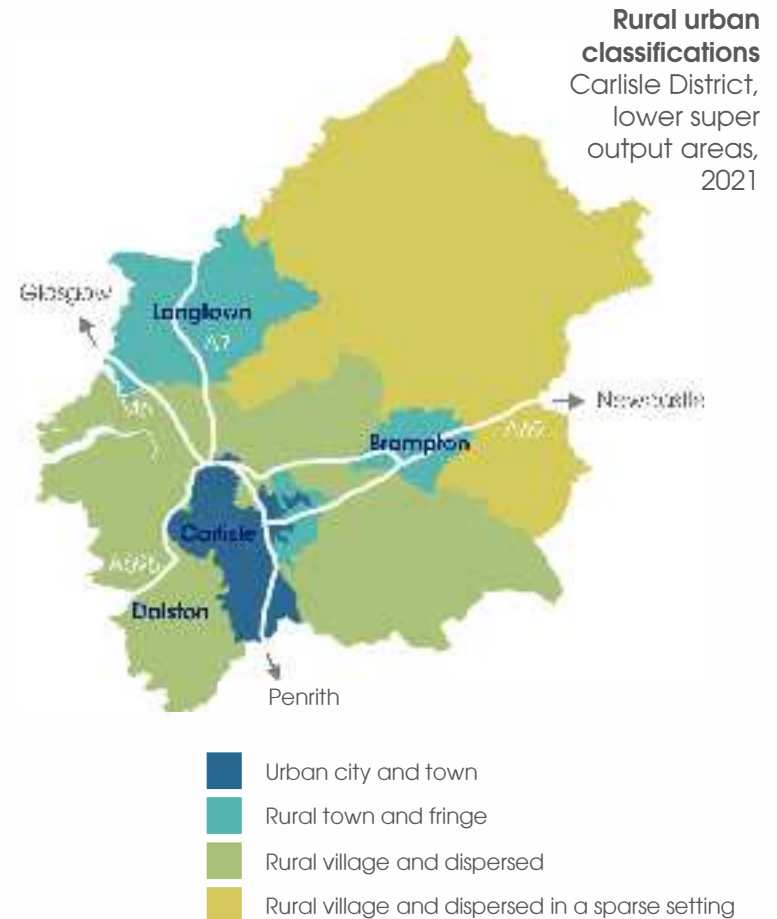 Rural urban
classifications
Carlisle District,
lower super
output areas,
2021
Glasgow
Longtown
A7
M6
Newcastle
Brampton
A69
Carlisle
Dalston
Penrith
Urban city and town
Rural town and fringe
Rural village and dispersed
Rural village and dispersed in a sparse setting